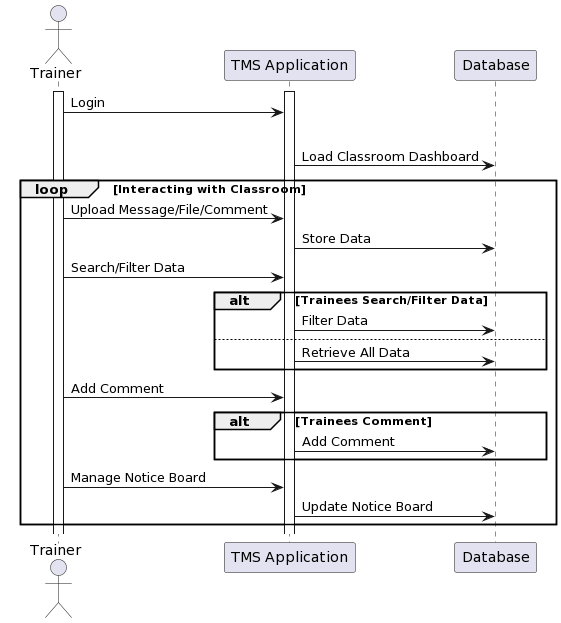 Trainer
TMS Application
Database
Login
Load Classroom Dashboard
loop [Interacting with Classroom]
Upload Message/File/Comment
Store Data
Search/Filter Data
alt [Trainees Search/Filter Data]
Filter Data
Retrieve All Data
Add Comment
alt [Trainees Comment]
Add Comment
Manage Notice Board
Update Notice Board
Trainer
TMS Application
Database